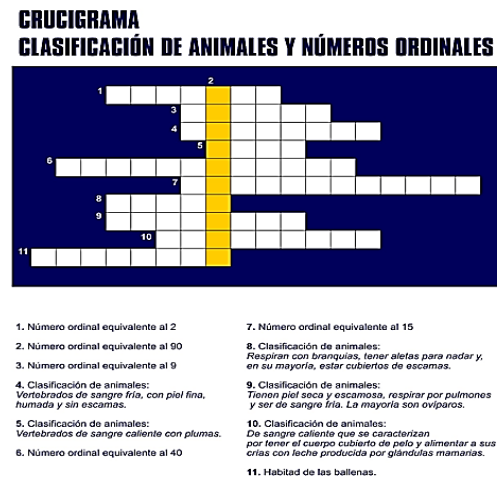 CRUCIGRAMA
CLASIFICACIÓN DE ANIMALES Y NÚMEROS ORDINALES
2
1
3
4
5
6
7
8
9
10
11
1. Número ordinal equivalente al 2
2. Número ordinal equivalente al 90
3. Número ordinal equivalente al 9
4. Clasificación de animales:
Vertebrados de sangre fría, con piel fina,
humada y sin escamas.
5. Clasificación de animales:
Vertebrados de sangre caliente con plumas.
6. Número ordinal equivalente al 40
7. Número ordinal equivalente al 15
8. Clasificación de animales:
Respiran con branquias, tener aletas para nadar y,
en su mayoría, estar cubiertos de escamas.
9. Clasificación de animales:
Tienen piel seca y escamosa, respirar por pulmones
y ser de sangre fría. La mayoría son ovíparos.
10. Clasificación de animales:
De sangre caliente que se caracterizan
por tener el cuerpo cubierto de pelo y alimentar a sus
crías con leche producida por glándulas mamarias.
11. Habitad de las ballenas.